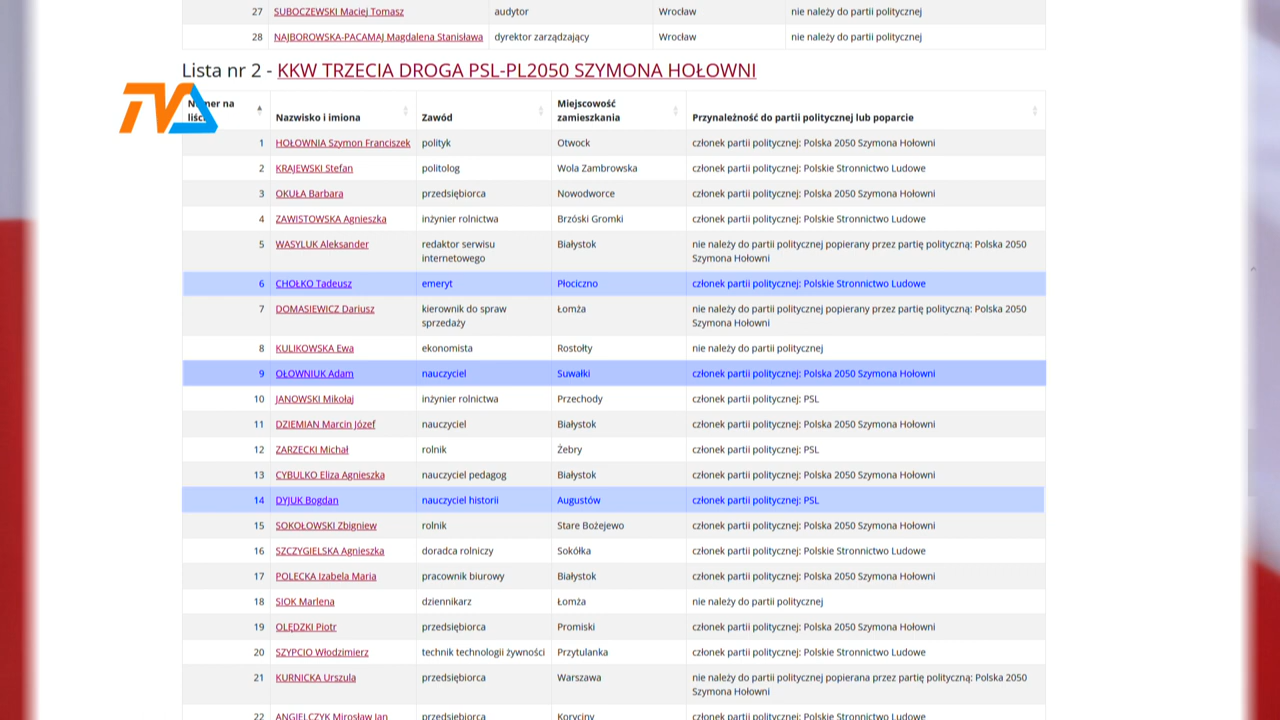 27 SUBOCZEWSKI Maciej Tomasz audytor Wrocław nie należy do partii politycznej
28 NAJBOROWSKA-PACAMAJ Magdalena Stanisława dyrektor zarządzający Wrocław nie należy do partii politycznej
Lista nr 2 - KKW TRZECIA DROGA PSL-PL2050 SZYMONA HOŁOWNI
Numer na
liście Nazwisko i imiona Zawód Miejscowość
zamieszkania Przynależność do partii politycznej lub poparcie
1 HOŁOWNIA Szymon Franciszek polityk Otwock członek partii politycznej: Polska 2050 Szymona Hołowni
2 KRAJEWSKI Stefan politolog Wola Zambrowska członek partii politycznej: Polskie Stronnictwo Ludowe
3 OKUŁA Barbara przedsiębiorca Nowodworce członek partii politycznej: Polska 2050 Szymona Hołowni
4 ZAWISTOWSKA Agnieszka inżynier rolnictwa Brzóski Gromki członek partii politycznej: Polskie Stronnictwo Ludowe
5 WASYLUK Aleksander redaktor serwisu Białystok nie należy do partii politycznej popierany przez partię polityczną: Polska 2050
internetowego Szymona Hołowni
6 CHOŁKO Tadeusz emeryt Płociczno członek partii politycznej: Polskie Stronnictwo Ludowe
7 DOMASIEWICZ Dariusz kierownik do spraw Łomża nie należy do partii politycznej popierany przez partię polityczną: Polska 2050
sprzedaży Szymona Hołowni
8 KULIKOWSKA Ewa ekonomista Rostołty nie należy do partii politycznej
9 OŁOWNIUK Adam nauczyciel Suwałki członek partii politycznej: Polska 2050 Szymona Hołowni
10 JANOWSKI Mikołaj inżynier rolnictwa Przechody członek partii politycznej: PSL
11 DZIEMIAN Marcin Józef nauczyciel Białystok członek partii politycznej: Polska 2050 Szymona Hołowni
12 ZARZECKI Michał rolnik Żebry członek partii politycznej: PSL
13 CYBULKO Eliza Agnieszka nauczyciel pedagog Białystok członek partii politycznej: Polska 2050 Szymona Hołowni
14 DYJUK Bogdan nauczyciel historii Augustów członek partii politycznej: PSL
15 SOKOŁOWSKI Zbigniew rolnik Stare Bożejewo członek partii politycznej: Polska 2050 Szymona Hołowni
16 SZCZYGIELSKA Agnieszka doradca rolniczy Sokółka członek partii politycznej: Polskie Stronnictwo Ludowe
17 POLECKA Izabela Maria pracownik biurowy Białystok członek partii politycznej: Polska 2050 Szymona Hołowni
18 SIOK Marlena dziennikarz Łomża nie należy do partii politycznej
19 OLĘDZKI Piotr przedsiębiorca Promiski członek partii politycznej: Polska 2050 Szymona Hołowni
20 SZYPCIO Włodzimierz technik technologii żywności Przytulanka członek partii politycznej: Polskie Stronnictwo Ludowe
21 KURNICKA Urszula przedsiębiorca Warszawa nie należy do partii politycznej popierana przez partię polityczną: Polska 2050
Szymona Hołowni
22 ANGIELCZYK Mirosław Jan przedsiębiorca Koryciny członek partii politycznej: Polskie Stronnictwo Ludowe